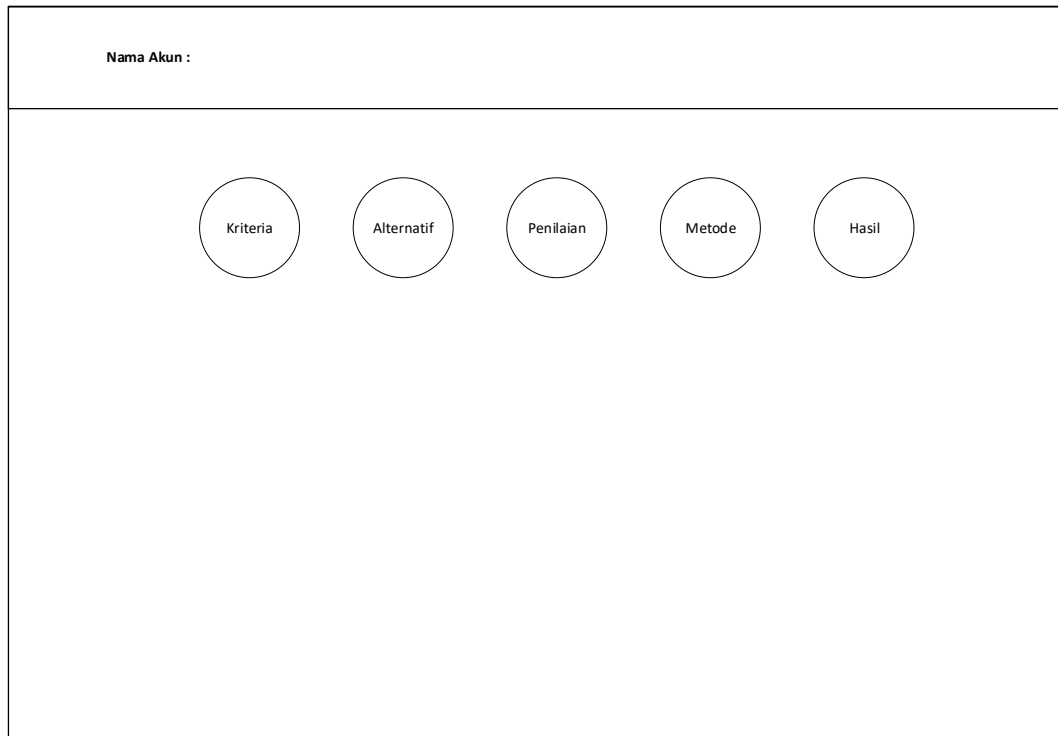 Nama Akun :
Kriteria
Alternatif
Penilaian
Metode
Hasil